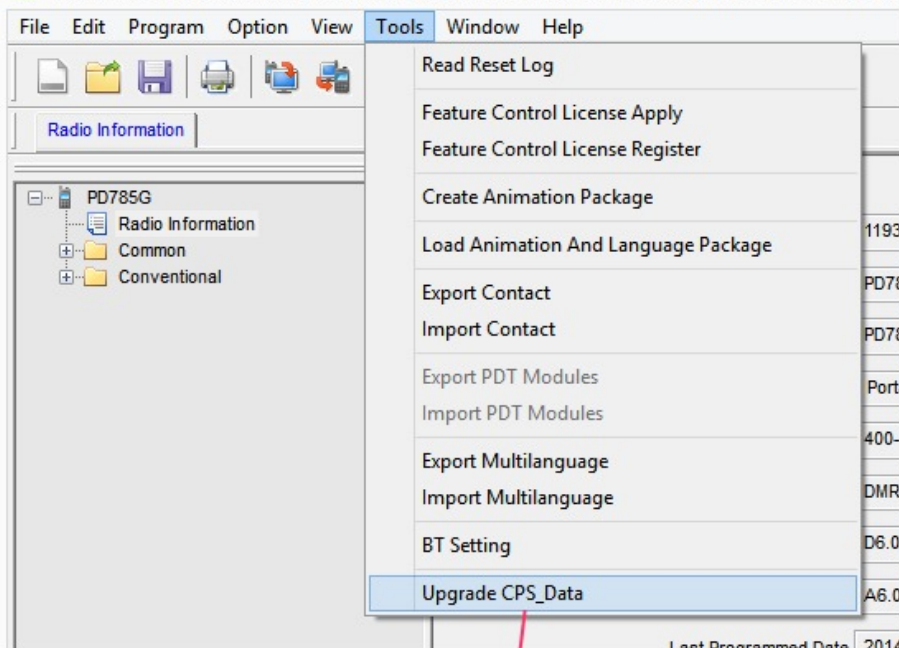 File Edit Program Option View Tools Window Help
Read Reset Log
Feature Control License Apply
Feature Control License Register
Create Animation Package
Load Animation And Language Package
Export Contact
Import Contact
Export PDT Modules
Import PDT Modules
Export Multilanguage
Import Multilanguage
BT Setting
Upgrade CPS_Data
Radio Information
PD785G
Radio Information
Common
Conventional
1193
PD78
PD78
Port
400-
DMR
D6.0
A6.0
Last Programmed Date 2014